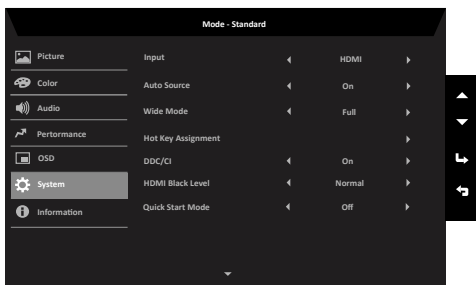 Mode - Standard
Picture
Color
Audio
Pertormance
OSD
System
Information
Input HDMI
Auto Source On
Wide Mode Full
Hot Key Assignment
DDC/CI On
HDMI Black Level Normal
Quick Start Mode Off